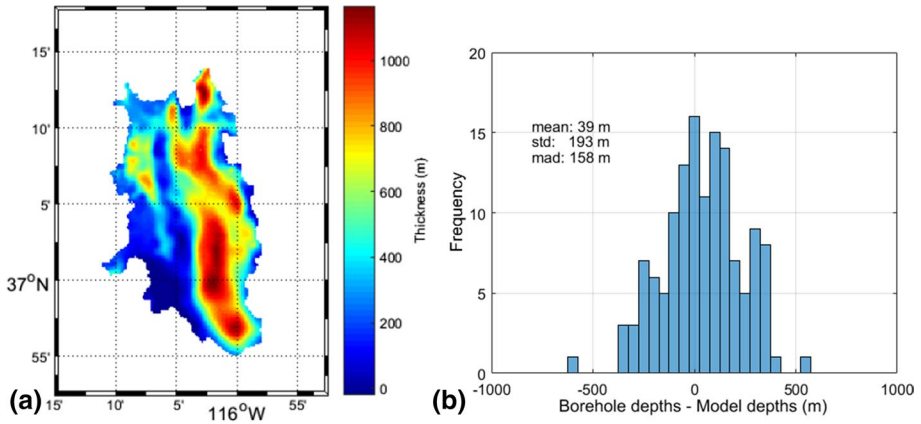 15'
10'
5'
37°N
55'
15'
10'
5'
116°W
55'
1000
800
600
400
200
0
Thickness (m)
(a)
20
15
10
5
0
Frequency
mean: 39 m
std: 193 m
mad: 158 m
-1000
-500
0
500
1000
Borehole depths - Model depths (m)
(b)